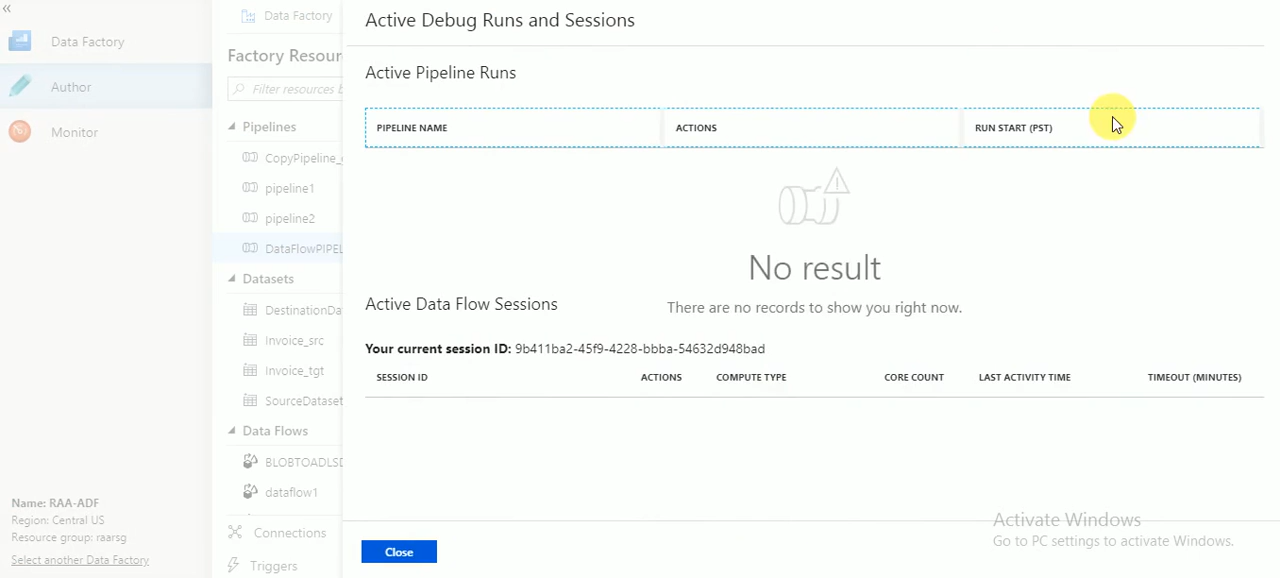 «
Data Factory
Author
Monitor
Name: RAA-ADF
Region: Central US
Resource group: raarsg
Select another Data Factory
Data Factory
Factory Resour
Filter resources b
Pipelines
CopyPipeline_
pipeline1
pipeline2
DataFlowPIPEL
Datasets
DestinationDa
Invoice_src
Invoice_tgt
SourceDataset
Data Flows
BLOBTOADLSD
dataflow1
Connections
Triggers
Active Debug Runs and Sessions
Active Pipeline Runs
PIPELINE NAME ACTIONS RUN START (PST)
No result
There are no records to show you right now.
Active Data Flow Sessions
Your current session ID: 9b411ba2-45f9-4228-bbba-54632d948bad
SESSION ID ACTIONS COMPUTE TYPE CORE COUNT LAST ACTIVITY TIME TIMEOUT (MINUTES)
Close
Activate Windows
Go to PC settings to activate Windows.